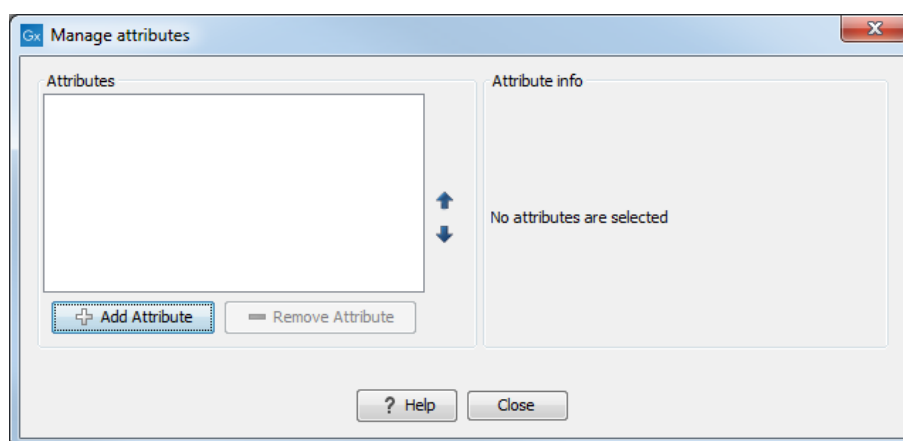 Gx Manage attributes
X
Attributes
Attribute info
No attributes are selected
Add Attribute
Remove Attribute
? Help
Close